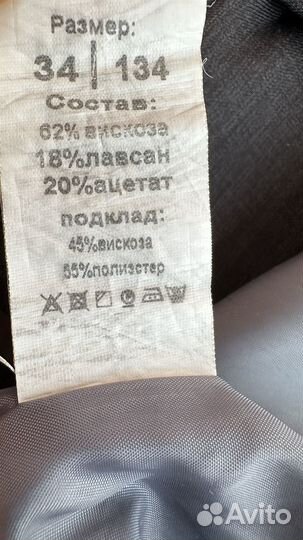 Размер:
34 | 134
Состав:
62% вискоза
18%лавсан
20%ацетат
подклад:
45%вискоза
55%полиэстер
Avito